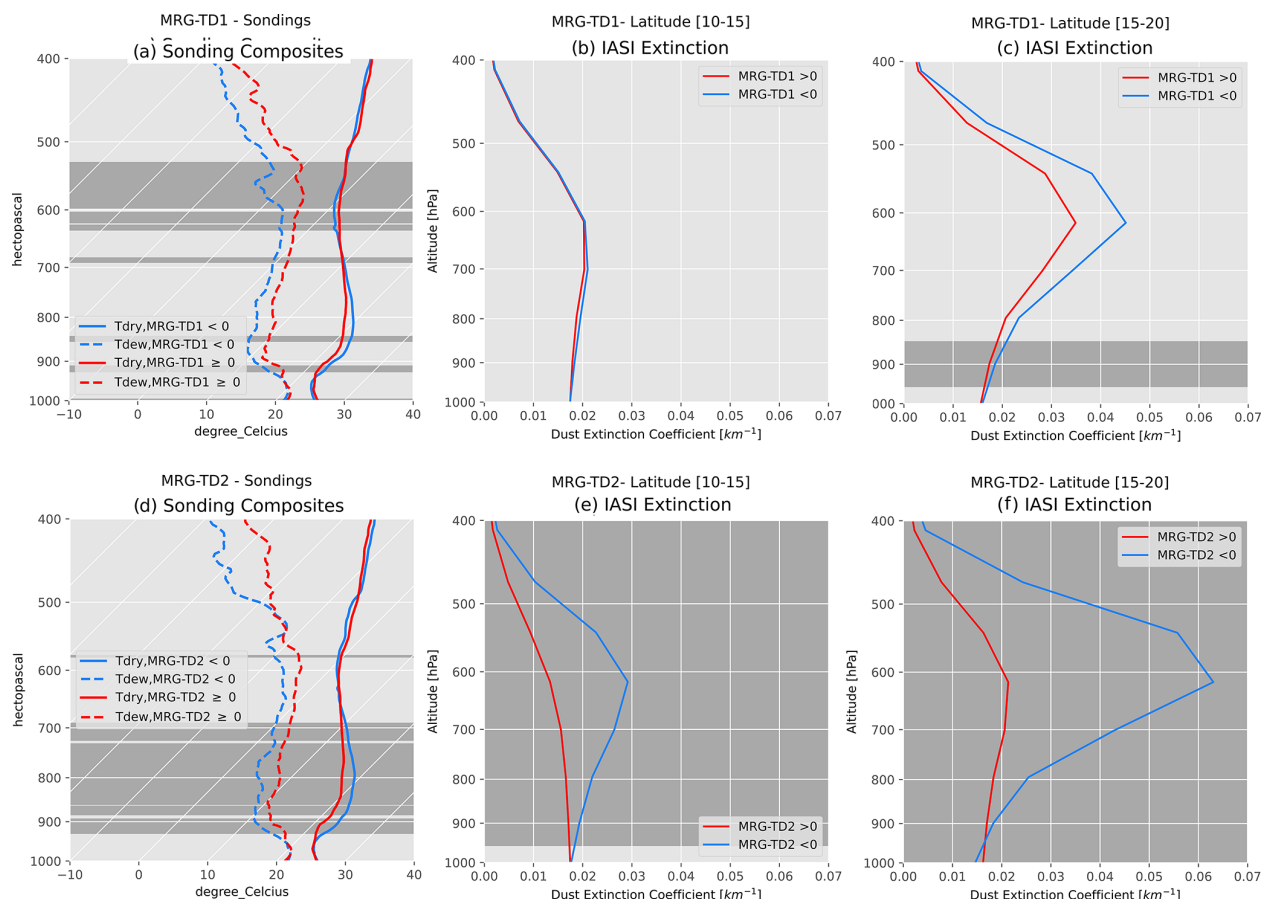 MRG-TD1 - Sondings
(a) Sonding Composites
400
500
600
700
800
900
1000
hectopascal
Tdry,MRG-TD1 < 0
Tdew,MRG-TD1 < 0
Tdry,MRG-TD1 ≥ 0
Tdew,MRG-TD1 ≥ 0
−10 0 10 20 30 40
degree_Celcius
MRG-TD1- Latitude [10-15]
(b) IASI Extinction
MRG-TD1 >0
MRG-TD1 <0
400
500
600
700
800
900
1000
Altitude [hPa]
0.00 0.01 0.02 0.03 0.04 0.05 0.06 0.07
Dust Extinction Coefficient [km⁻¹]
MRG-TD1- Latitude [15-20]
(c) IASI Extinction
MRG-TD1 >0
MRG-TD1 <0
400
500
600
700
800
900
000
0.00 0.01 0.02 0.03 0.04 0.05 0.06 0.07
Dust Extinction Coefficient [km⁻¹]
MRG-TD2 - Sondings
(d) Sonding Composites
400
500
600
700
800
900
1000
hectopascal
Tdry,MRG-TD2 < 0
Tdew,MRG-TD2 < 0
Tdry,MRG-TD2 ≥ 0
Tdew,MRG-TD2 ≥ 0
−10 0 10 20 30 40
degree_Celcius
MRG-TD2- Latitude [10-15]
(e) IASI Extinction
400
500
600
700
800
900
1000
Altitude [hPa]
MRG-TD2 >0
MRG-TD2 <0
0.00 0.01 0.02 0.03 0.04 0.05 0.06 0.07
Dust Extinction Coefficient [km⁻¹]
MRG-TD2- Latitude [15-20]
(f) IASI Extinction
MRG-TD2 >0
MRG-TD2 <0
400
500
600
700
800
900
1000
Altitude [hPa]
0.00 0.01 0.02 0.03 0.04 0.05 0.06 0.07
Dust Extinction Coefficient [km⁻¹]